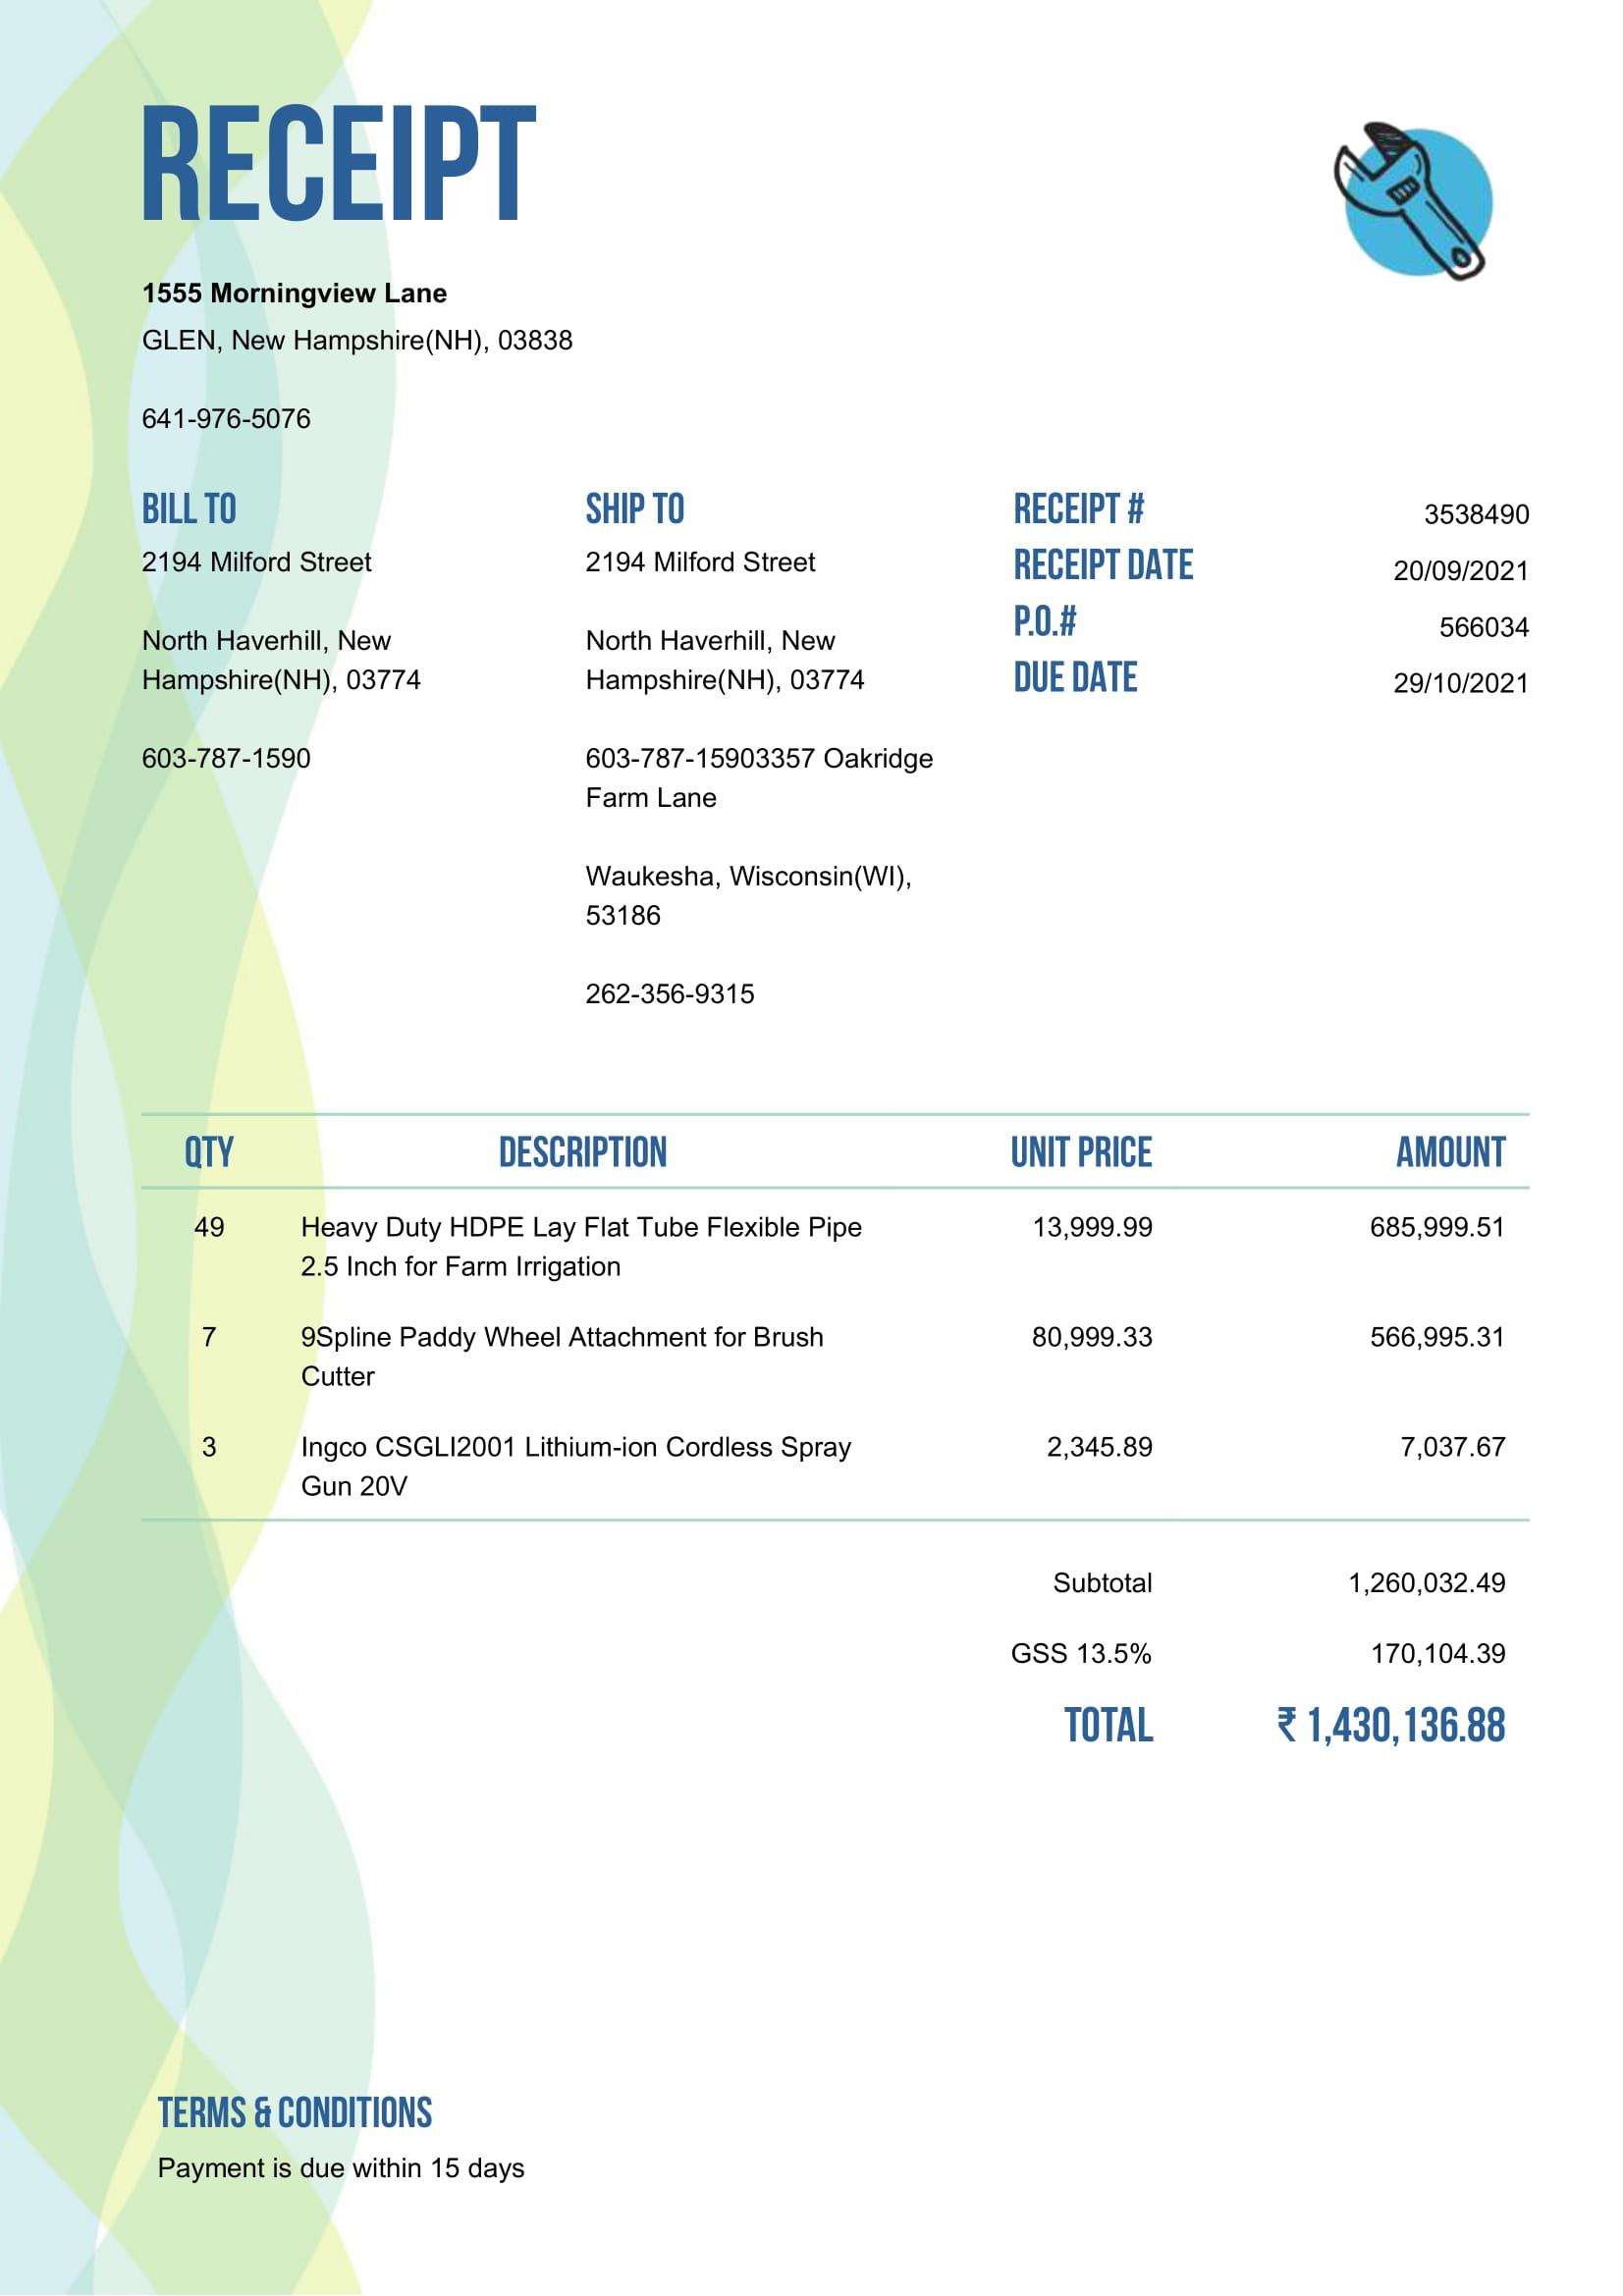 RECEIPT
1555 Morningview Lane
GLEN, New Hampshire(NH), 03838
641-976-5076
BILL TO
2194 Milford Street
North Haverhill, New
Hampshire(NH), 03774
603-787-1590
SHIP TO
2194 Milford Street
North Haverhill, New
Hampshire(NH), 03774
603-787-15903357 Oakridge
Farm Lane
Waukesha, Wisconsin(WI),
53186
262-356-9315
RECEIPT # 3538490
RECEIPT DATE 20/09/2021
P.O.# 566034
DUE DATE 29/10/2021
QTY DESCRIPTION UNIT PRICE AMOUNT
49 Heavy Duty HDPE Lay Flat Tube Flexible Pipe 13,999.99 685,999.51
2.5 Inch for Farm Irrigation
7 9Spline Paddy Wheel Attachment for Brush 80,999.33 566,995.31
Cutter
3 Ingco CSGLI2001 Lithium-ion Cordless Spray 2,345.89 7,037.67
Gun 20V
Subtotal 1,260,032.49
GSS 13.5% 170,104.39
TOTAL ₹ 1,430,136.88
TERMS & CONDITIONS
Payment is due within 15 days